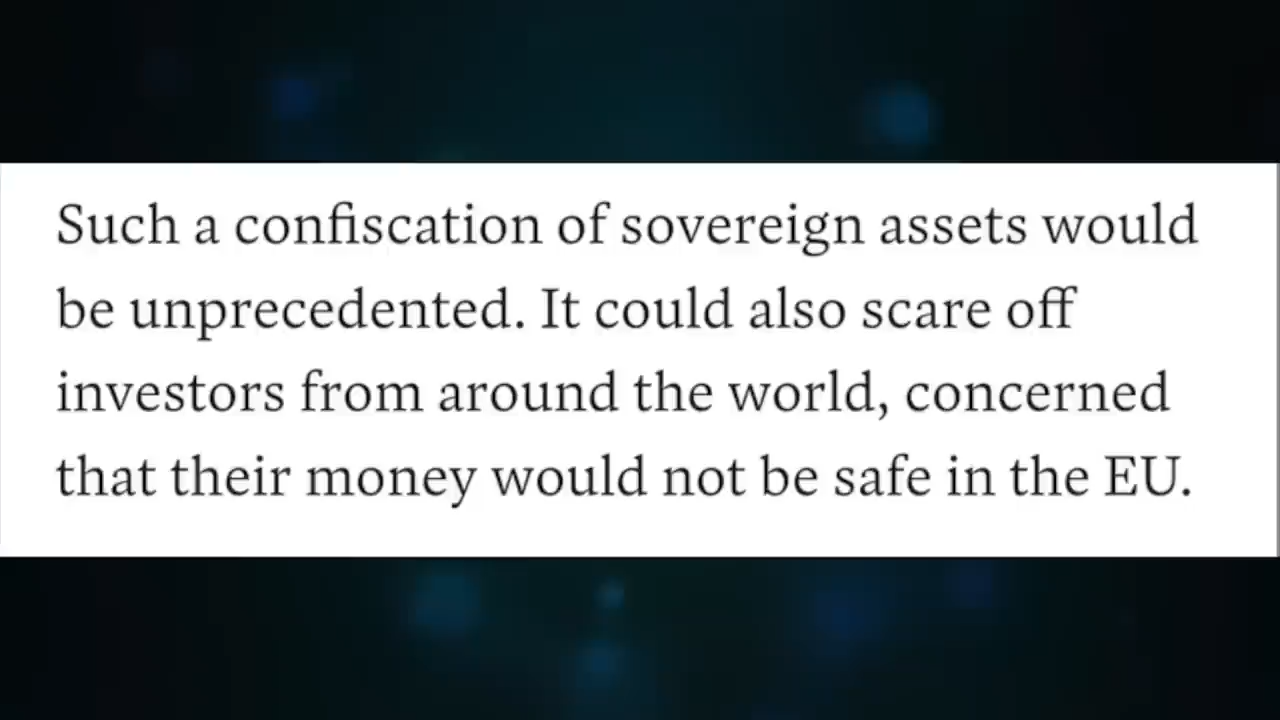 Such a confiscation of sovereign assets would
be unprecedented. It could also scare off
investors from around the world, concerned
that their money would not be safe in the EU.